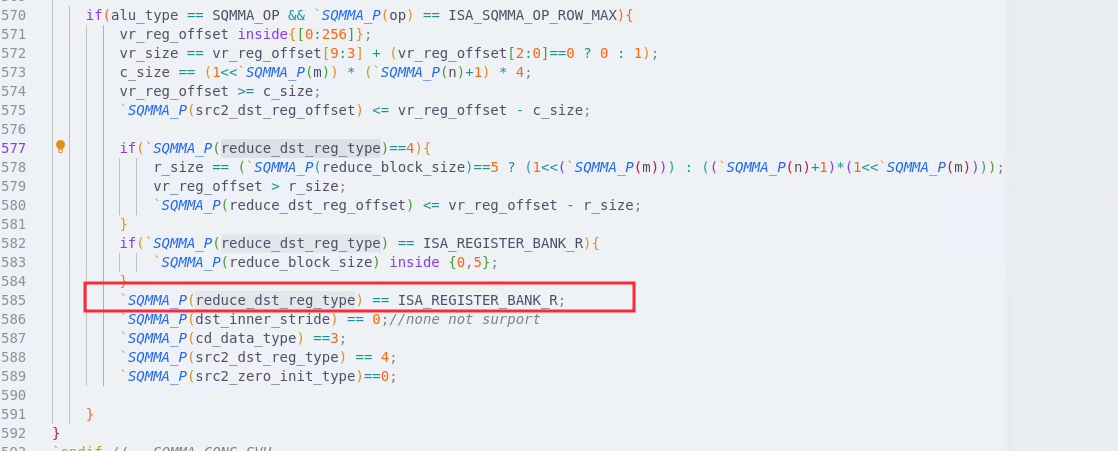 570 if(alu_type == SQMMA_OP && `SQMMA_P(op) == ISA_SQMMA_OP_ROW_MAX){
571 vr_reg_offset inside{[0:256]};
572 vr_size == vr_reg_offset[9:3] + (vr_reg_offset[2:0]==0 ? 0 : 1);
573 c_size == (1<<`SQMMA_P(m)) * (`SQMMA_P(n)+1) * 4;
574 vr_reg_offset >= c_size;
575 `SQMMA_P(src2_dst_reg_offset) <= vr_reg_offset - c_size;
576
577 if(`SQMMA_P(reduce_dst_reg_type)==4){
578 r_size == (`SQMMA_P(reduce_block_size)==5 ? (1<<(`SQMMA_P(m))) : ((`SQMMA_P(n)+1)*(1<<`SQMMA_P(m))));
579 vr_reg_offset > r_size;
580 `SQMMA_P(reduce_dst_reg_offset) <= vr_reg_offset - r_size;
581 }
582 if(`SQMMA_P(reduce_dst_reg_type) == ISA_REGISTER_BANK_R){
583 `SQMMA_P(reduce_block_size) inside {0,5};
584 }
585 `SQMMA_P(reduce_dst_reg_type) == ISA_REGISTER_BANK_R;
586 `SQMMA_P(dst_inner_stride) == 0;//none not surport
587 `SQMMA_P(cd_data_type) ==3;
588 `SQMMA_P(src2_dst_reg_type) == 4;
589 `SQMMA_P(src2_zero_init_type)==0;
590
591 }
592 }